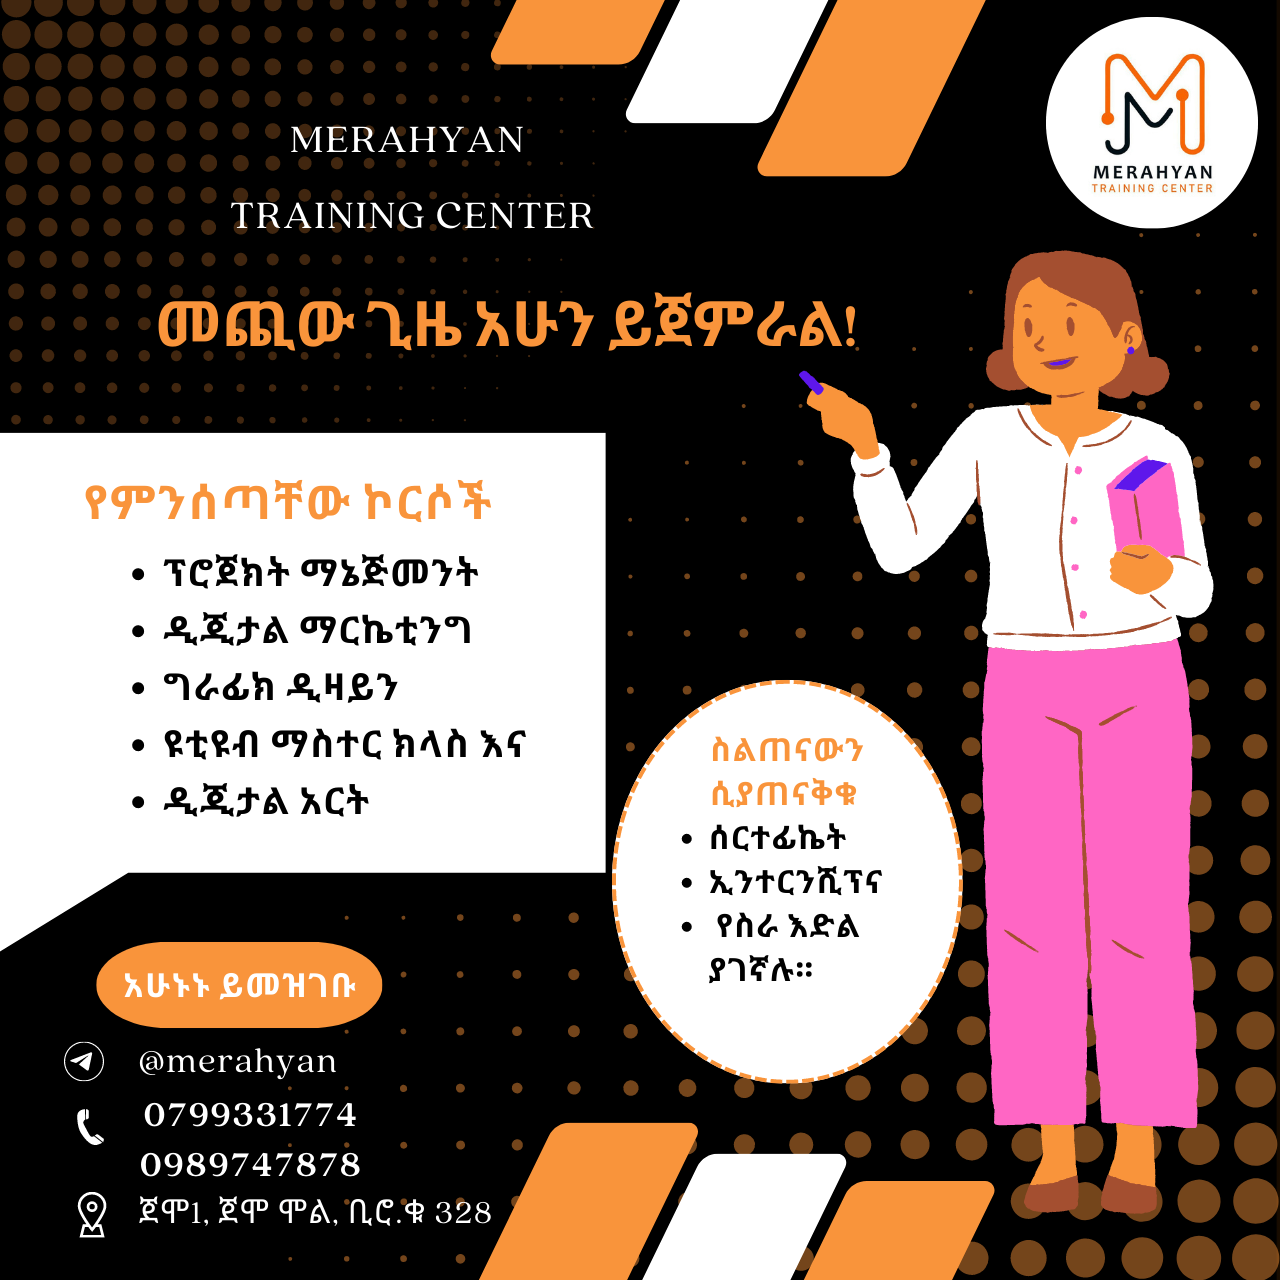 MERAHYAN
TRAINING CENTER
MERAHYAN
TRAINING CENTER
መጪው ጊዜ አሁን ይጀምራል!
የምንሰጣቸው ኮርሶች
• ፕሮጀክት ማኔጅመንት
• ዲጂታል ማርኬቲንግ
• ግራፊክ ዲዛይን
• ዩቲዩብ ማስተር ክላስ እና
• ዲጂታል አርት
ስልጠናውን
ሲያጠናቅቁ
• ሰርተፊኬት
• ኢንተርንሺፕና
• የስራ እድል
ያገኛሉ።
አሁኑኑ ይመዝገቡ
@merahyan
0799331774
0989747878
ጀሞ1, ጀሞ ሞል, ቢሮ.ቁ 328